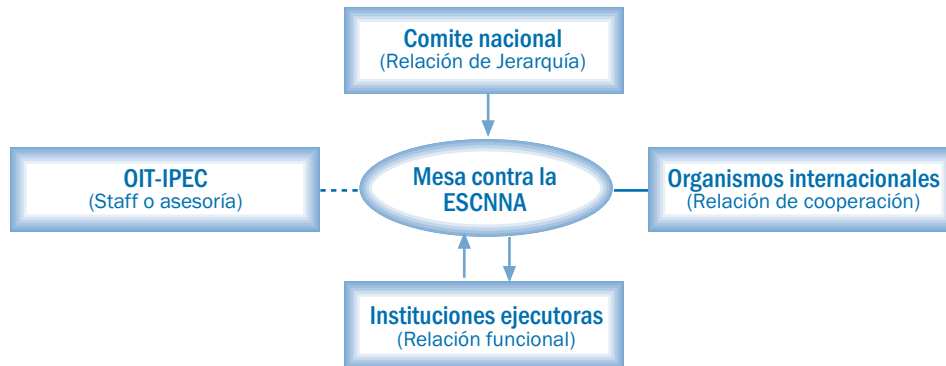 Comite nacional
(Relación de Jerarquía)
OIT-IPEC
(Staff o asesoría)
Mesa contra la
ESCNNA
Organismos internacionales
(Relación de cooperación)
Instituciones ejecutoras
(Relación funcional)